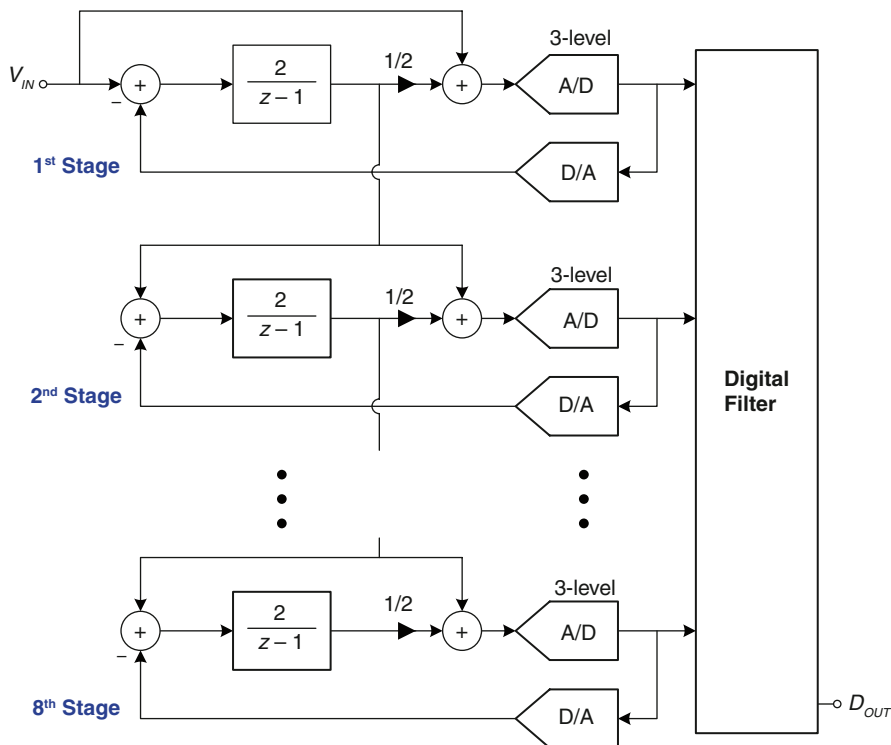 3-level
V_IN
+
2
z – 1
1/2
+
A/D
–
1st Stage
D/A
3-level
+
2
z – 1
1/2
+
A/D
–
2nd Stage
D/A
Digital
Filter
3-level
+
2
z – 1
1/2
+
A/D
–
8th Stage
D/A
D_OUT